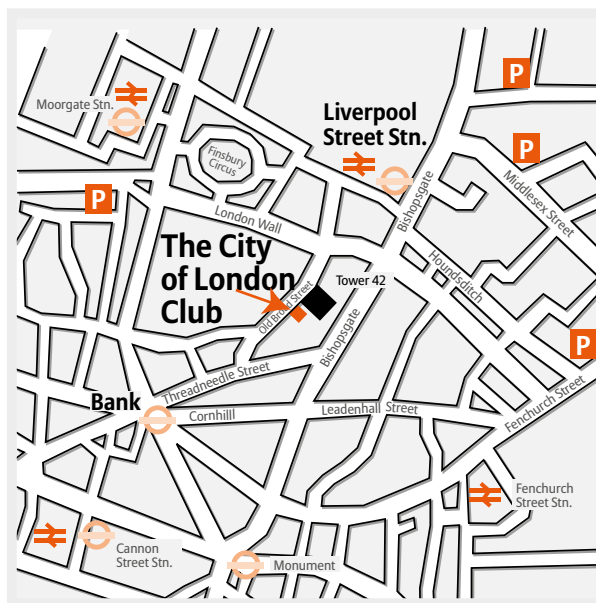 P
Moorgate Stn.
Liverpool
Street Stn.
P
Finsbury
Circus
Middlesex Street
P
Bishopsgate
London Wall
The City
of London
Club
Houndsditch
Tower 42
Old Broad Street
Bishopsgate
P
Threadneedle Street
Bank
Cornhilll
Leadenhall Street
Fenchurch Street
Fenchurch
Street Stn.
Cannon
Street Stn.
Monument